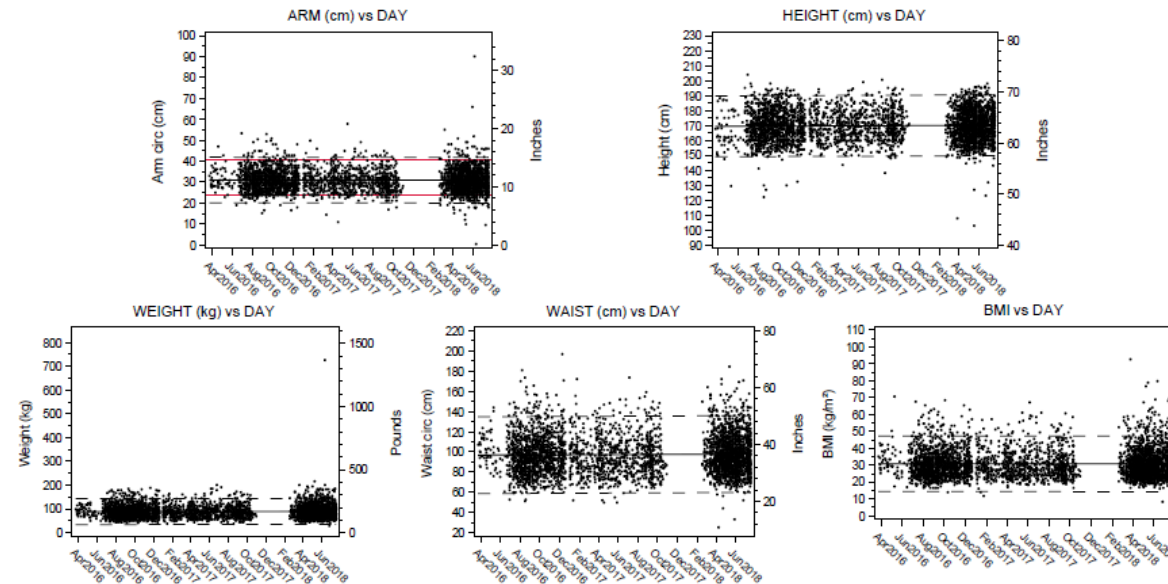 ARM (cm) vs DAY
100
90
80
70
60
50
40
30
20
10
0
Arm circ (cm)
30
20
10
0
Inches
Apr2016
Jun2016
Aug2016
Oct2016
Dec2016
Feb2017
Apr2017
Jun2017
Aug2017
Oct2017
Dec2017
Feb2018
Apr2018
Jun2018
HEIGHT (cm) vs DAY
230
220
210
200
190
180
170
160
150
140
130
120
110
100
90
Height (cm)
80
70
60
50
40
Inches
Apr2016
Jun2016
Aug2016
Oct2016
Dec2016
Feb2017
Apr2017
Jun2017
Aug2017
Oct2017
Dec2017
Feb2018
Apr2018
Jun2018
WEIGHT (kg) vs DAY
800
700
600
500
400
300
200
100
0
Weight (kg)
1500
1000
500
0
Pounds
Apr2016
Jun2016
Aug2016
Oct2016
Dec2016
Feb2017
Apr2017
Jun2017
Aug2017
Oct2017
Dec2017
Feb2018
Apr2018
Jun2018
WAIST (cm) vs DAY
220
200
180
160
140
120
100
80
60
40
20
Waist circ (cm)
80
60
40
20
Inches
Apr2016
Jun2016
Aug2016
Oct2016
Dec2016
Feb2017
Apr2017
Jun2017
Aug2017
Oct2017
Dec2017
Feb2018
Apr2018
Jun2018
BMI vs DAY
110
100
90
80
70
60
50
40
30
20
10
0
BMI (kg/m²)
Apr2016
Jun2016
Aug2016
Oct2016
Dec2016
Feb2017
Apr2017
Jun2017
Aug2017
Oct2017
Dec2017
Feb2018
Apr2018